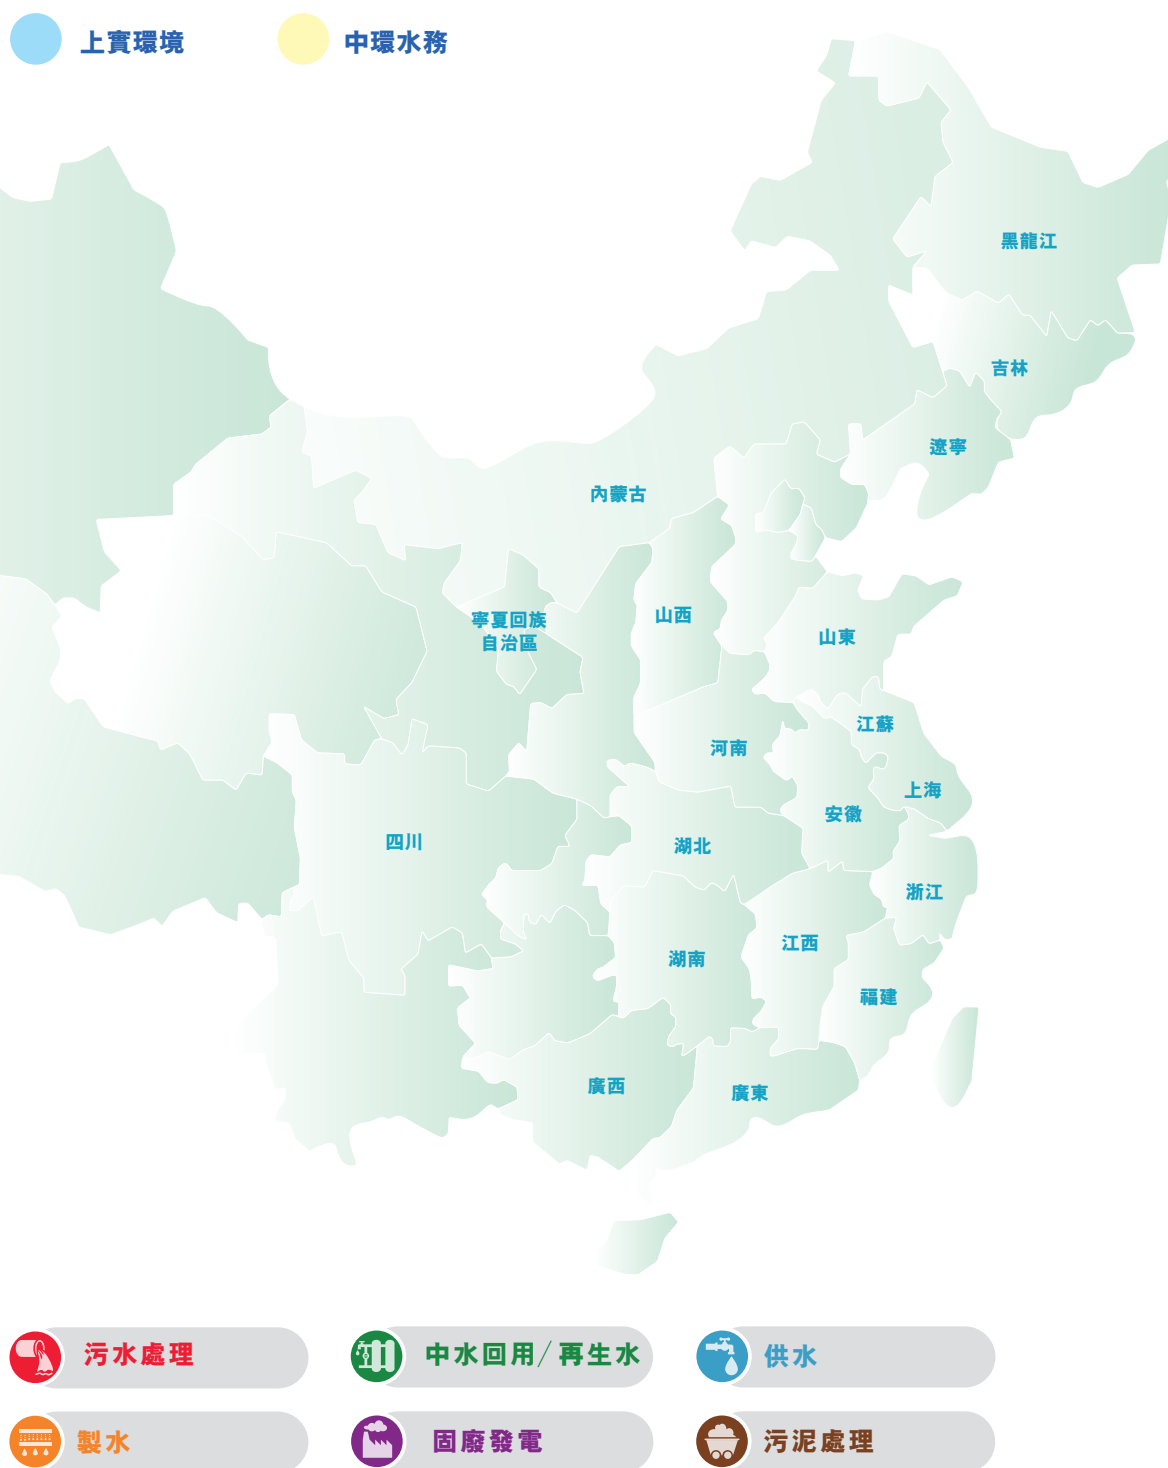 上實環境
中環水務
黑龍江
吉林
遼寧
內蒙古
寧夏回族
自治區
山西
山東
江蘇
河南
上海
安徽
四川
湖北
浙江
江西
湖南
福建
廣西
廣東
污水處理
中水回用/再生水
供水
製水
固廢發電
污泥處理